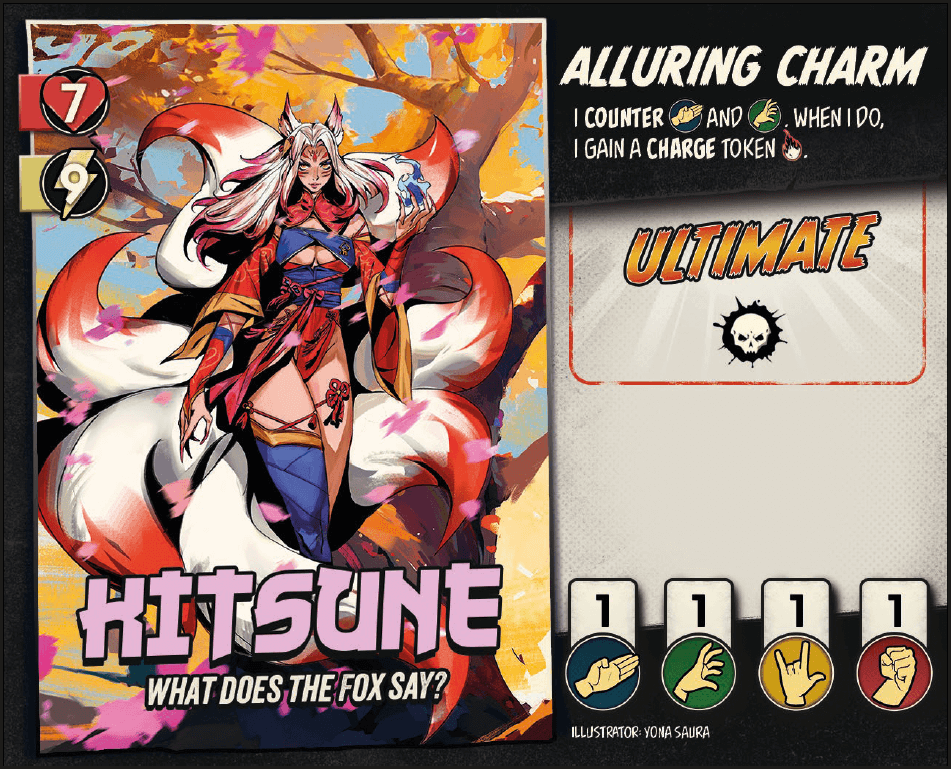 7
9
KITSUNE
WHAT DOES THE FOX SAY?
ALLURING CHARM
I COUNTER AND . WHEN I DO,
I GAIN A CHARGE TOKEN .
ULTIMATE
1 1 1 1
ILLUSTRATOR: YONA SAURA